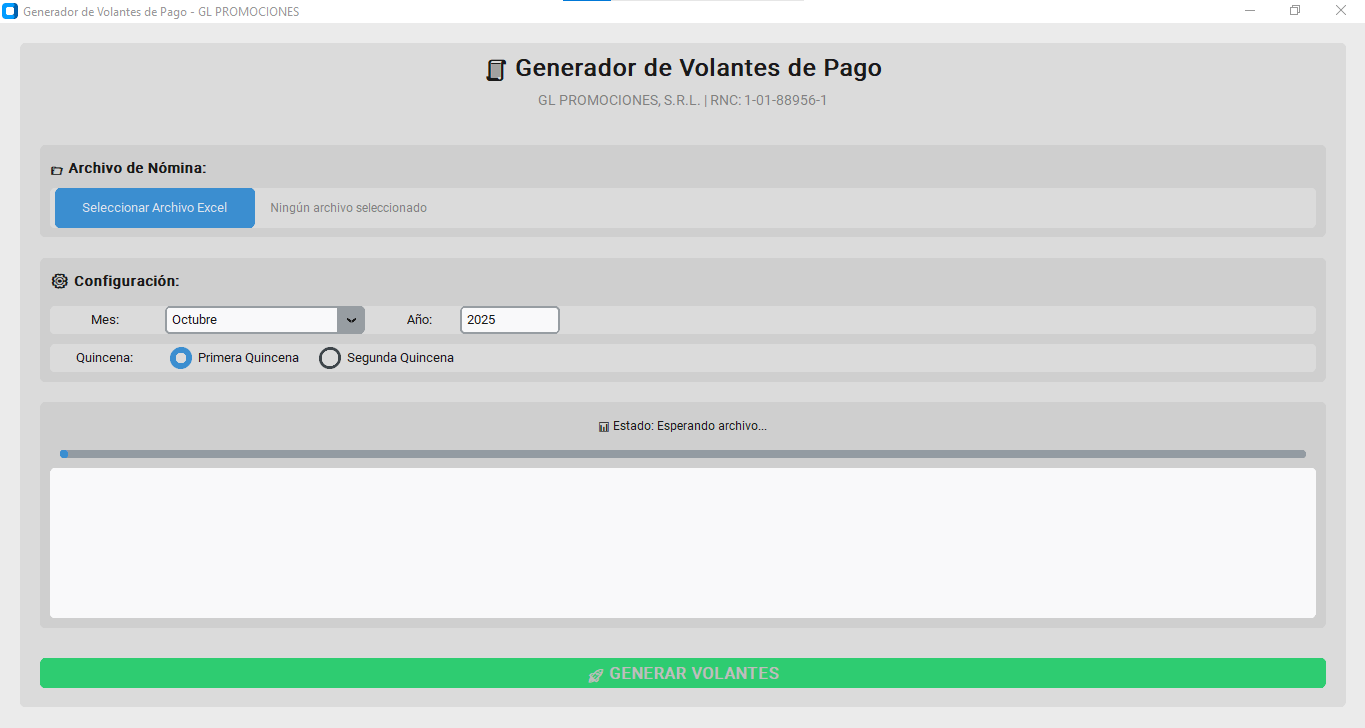 Generador de Volantes de Pago - GL PROMOCIONES
Generador de Volantes de Pago
GL PROMOCIONES, S.R.L. | RNC: 1-01-88956-1
Archivo de Nómina:
Seleccionar Archivo Excel Ningún archivo seleccionado
Configuración:
Mes: Octubre Año: 2025
Quincena: Primera Quincena Segunda Quincena
Estado: Esperando archivo...
GENERAR VOLANTES